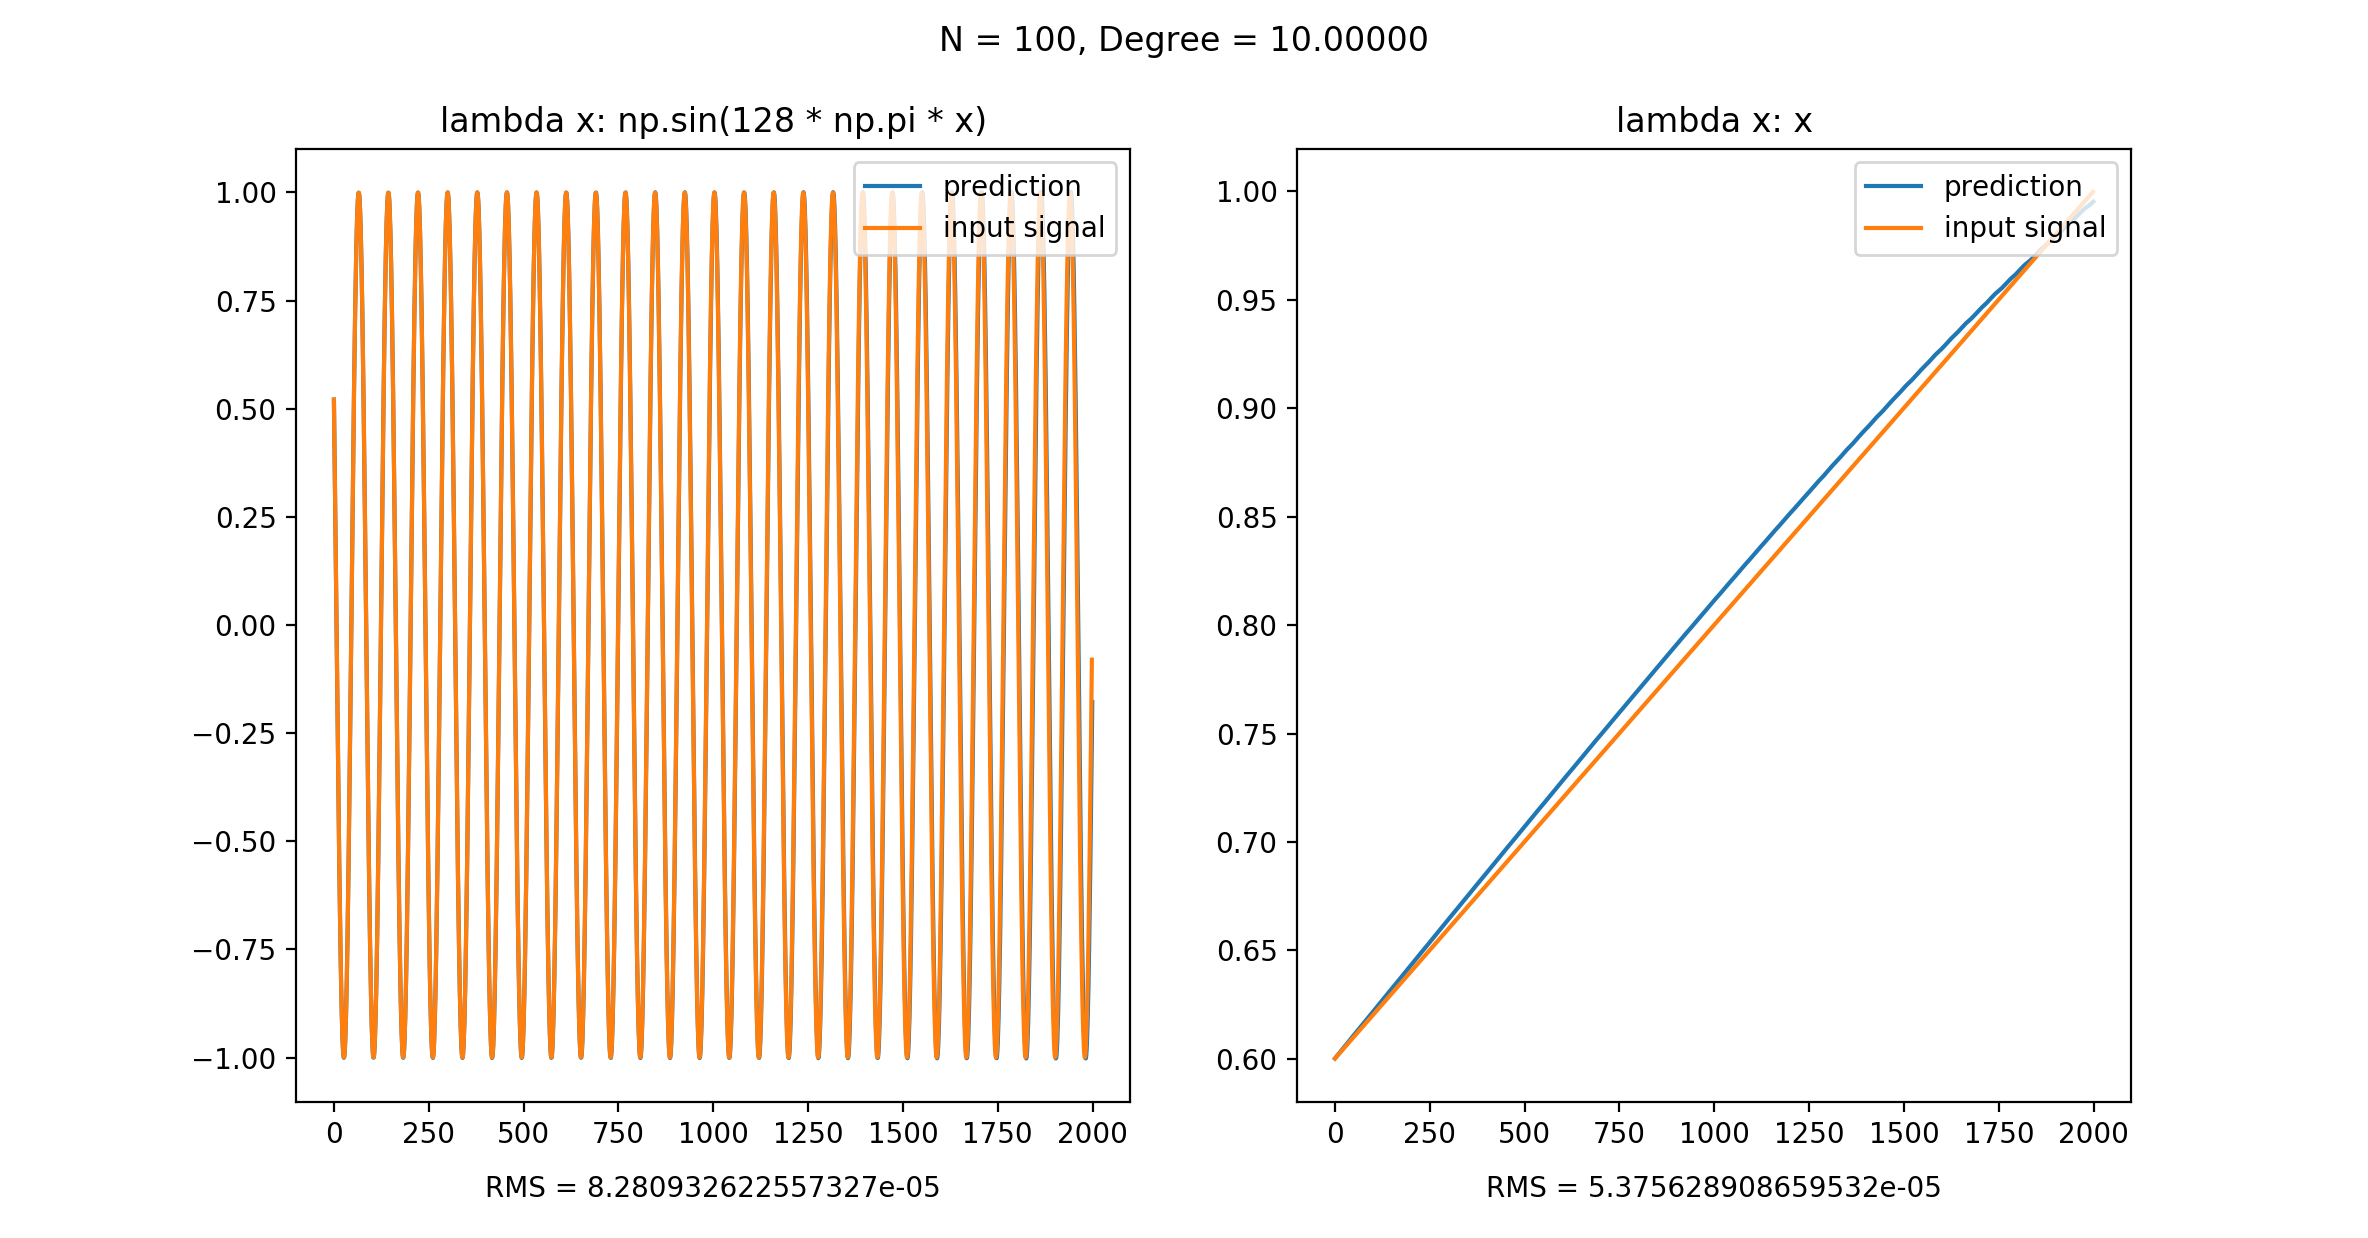 N = 100, Degree = 10.00000
lambda x: np.sin(128 * np.pi * x)
prediction
input signal
1.00
0.75
0.50
0.25
0.00
−0.25
−0.50
−0.75
−1.00
0 250 500 750 1000 1250 1500 1750 2000
RMS = 8.280932622557327e-05
lambda x: x
prediction
input signal
1.00
0.95
0.90
0.85
0.80
0.75
0.70
0.65
0.60
0 250 500 750 1000 1250 1500 1750 2000
RMS = 5.375628908659532e-05